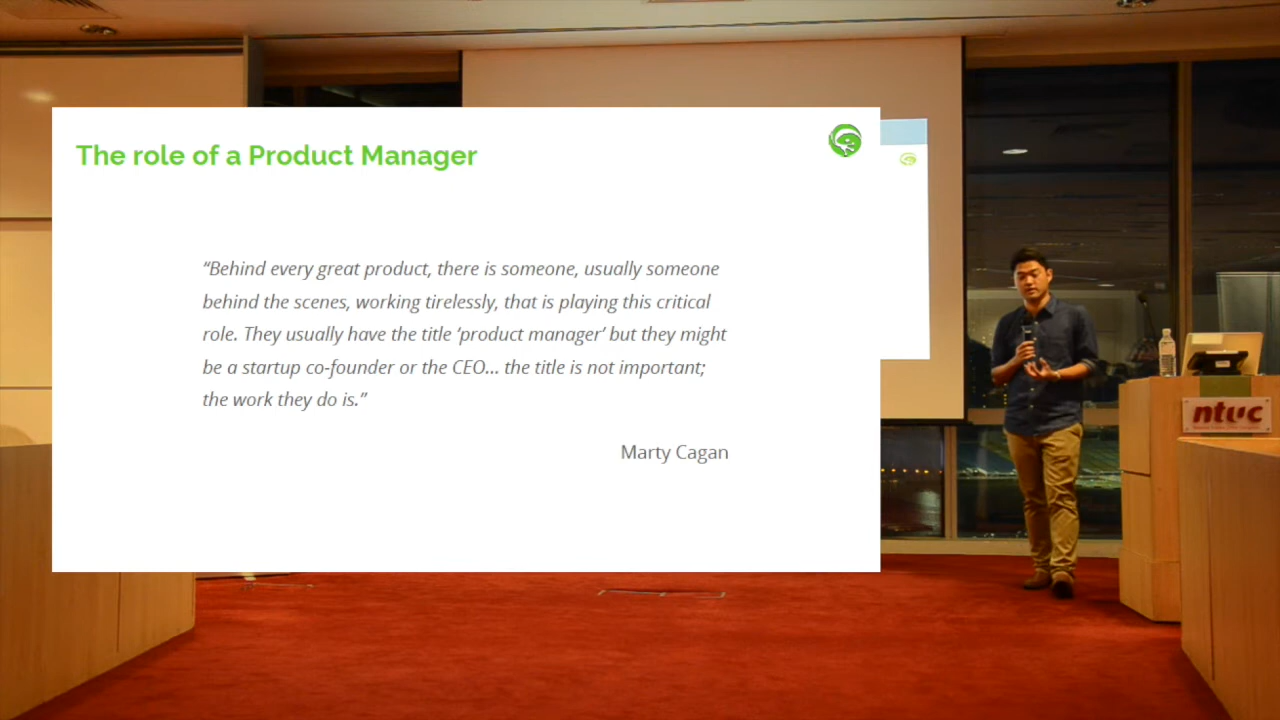 The role of a Product Manager
“Behind every great product, there is someone, usually someone
behind the scenes, working tirelessly, that is playing this critical
role. They usually have the title ‘product manager’ but they might
be a startup co-founder or the CEO... the title is not important;
the work they do is.”
Marty Cagan
ntuc